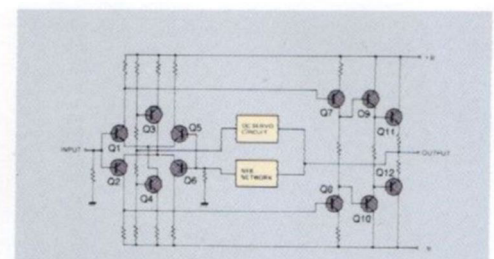 +B
Q3
Q5
Q7
Q9
Q1
DC SERVO
CIRCUIT
Q11
INPUT
OUTPUT
Q2
NFB
NETWORK
Q12
Q4
Q6
Q8
Q10